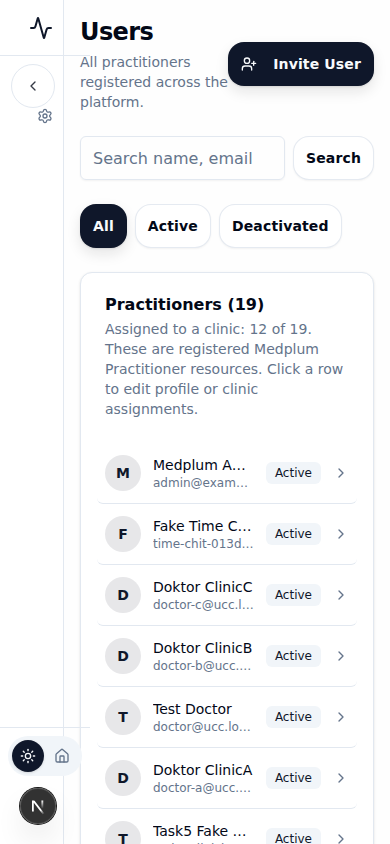 Users
All practitioners
registered across the
platform.
Invite User
Search name, email
Search
All
Active
Deactivated
Practitioners (19)
Assigned to a clinic: 12 of 19.
These are registered Medplum
Practitioner resources. Click a row
to edit profile or clinic
assignments.
M
Medplum A...
admin@exam...
Active
F
Fake Time C...
time-chit-013d...
Active
D
Doktor ClinicC
doctor-c@ucc.l...
Active
D
Doktor ClinicB
doctor-b@ucc....
Active
T
Test Doctor
doctor@ucc.lo...
Active
D
Doktor ClinicA
doctor-a@ucc....
Active
N
T
Task5 Fake ...
Active